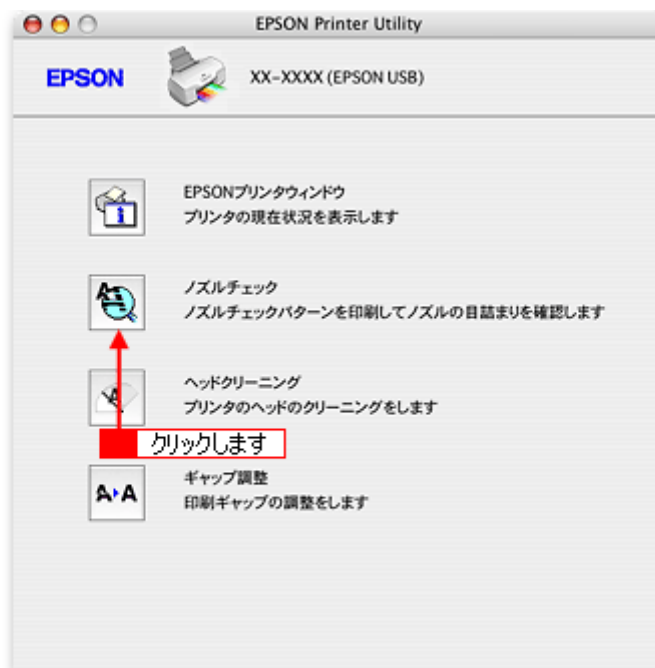 EPSON Printer Utility
EPSON
XX-XXXX (EPSON USB)
EPSONプリンタウィンドウ
プリンタの現在状況を表示します
ノズルチェック
ノズルチェックパターンを印刷してノズルの目詰まりを確認します
ヘッドクリーニング
プリンタのヘッドのクリーニングをします
クリックします
ギャップ調整
印刷ギャップの調整をします
A▸A